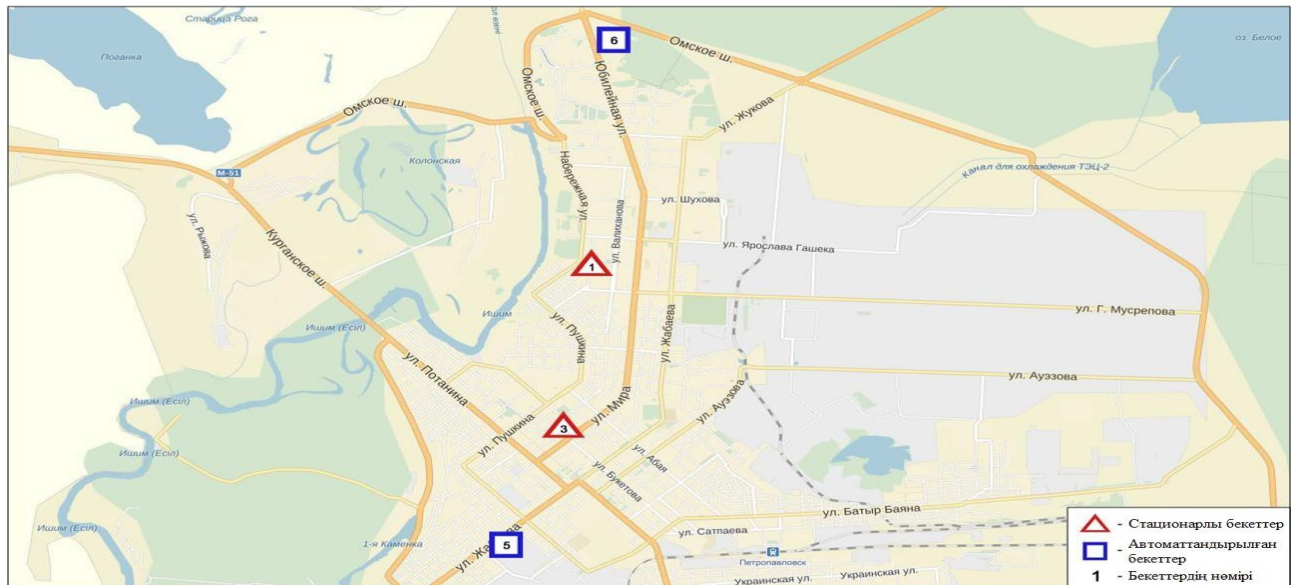 Старица Рога
Поганка
6
Омское ш.
оз. Белое
Омское ш.
Юбилейная ул.
ул. Жукова
Омское ш.
Колонская
М-51
Набережная ул.
Канал для охлаждения ТЭЦ-2
ул. Рыжова
ул. Валиханова
ул. Шухова
ул. Ярослава Гашека
Курганское ш.
1
Ишим
Ишим (Есіл)
ул. Пушкина
ул. Жабаева
ул. Г. Мусрепова
ул. Потанина
ул. Ауэзова
Ишим (Есіл)
ул. Мира
ул. Ауэзова
3
ул. Пушкина
Ишим (Есіл)
ул. Абая
ул. Букетова
ул. Батыр Баяна
Ишим (Есіл)
ул. Сатпаева
1-я Каменка
5
Петропавловск
Украинская ул.
Украинская ул.
- Стационарлы бекеттер
- Автоматтандырылған
бекеттер
1 - Бекеттердің нөмірі